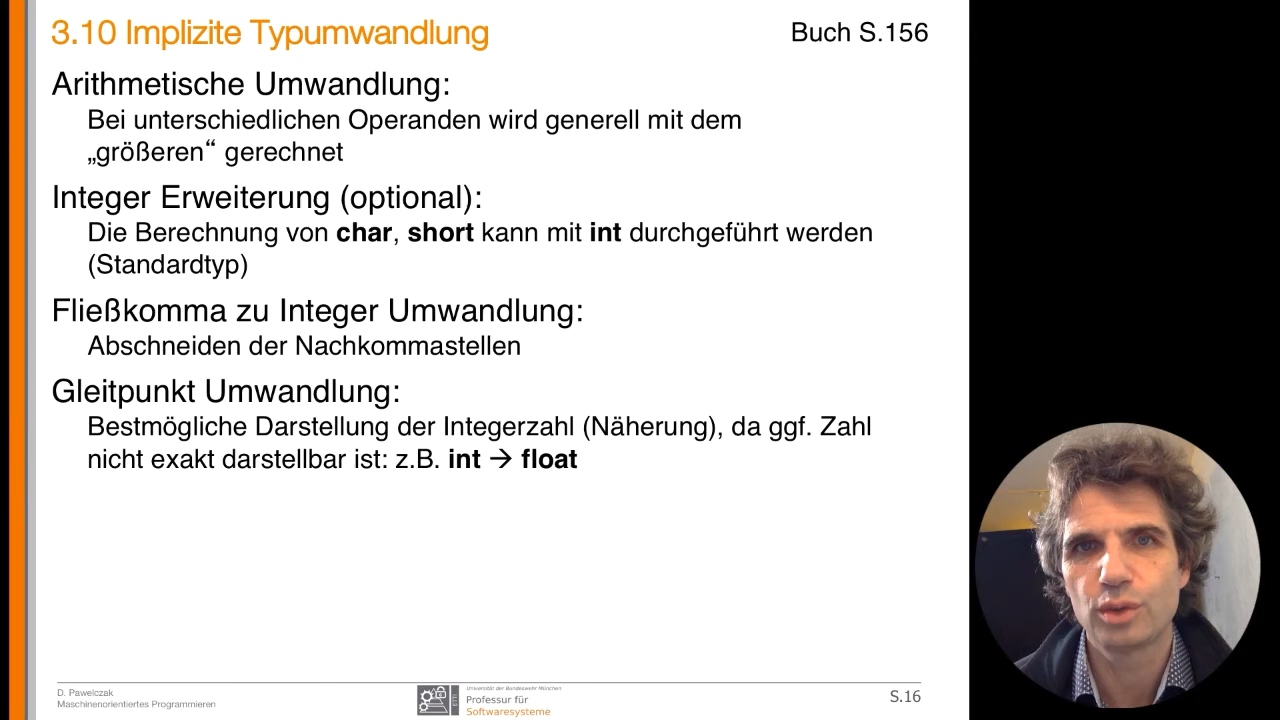 3.10 Implizite Typumwandlung
Buch S.156
Arithmetische Umwandlung:
Bei unterschiedlichen Operanden wird generell mit dem
„größeren“ gerechnet
Integer Erweiterung (optional):
Die Berechnung von char, short kann mit int durchgeführt werden
(Standardtyp)
Fließkomma zu Integer Umwandlung:
Abschneiden der Nachkommastellen
Gleitpunkt Umwandlung:
Bestmögliche Darstellung der Integerzahl (Näherung), da ggf. Zahl
nicht exakt darstellbar ist: z.B. int → float
D. Pawelczak
Maschinenorientiertes Programmieren
Universität der Bundeswehr München
Professur für
Softwaresysteme
S.16